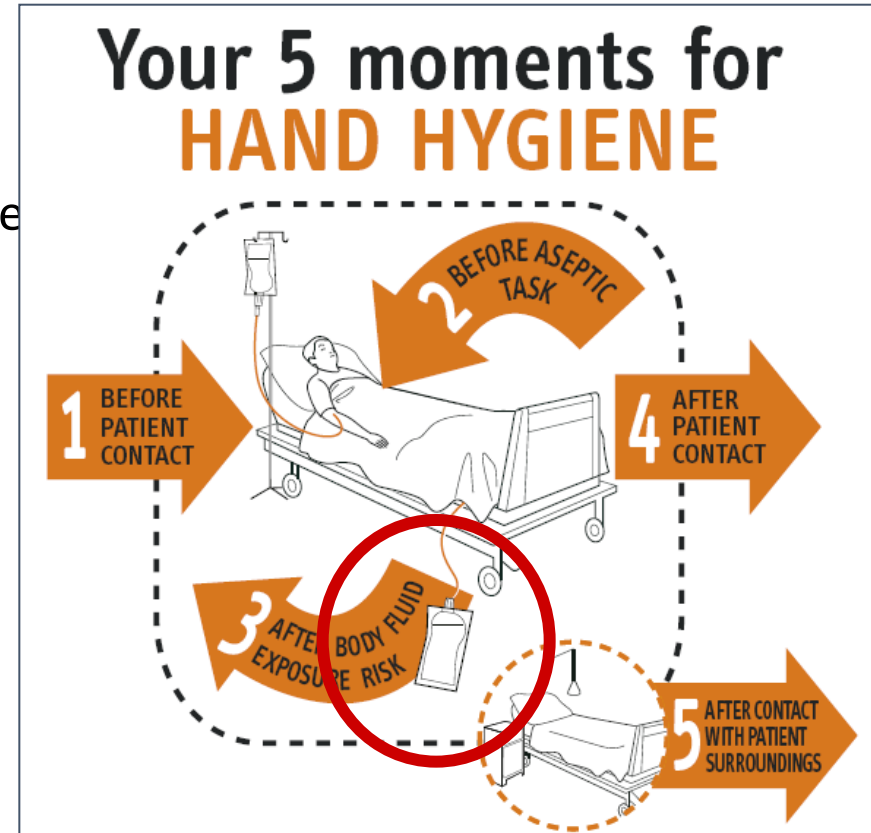 Your 5 moments for
HAND HYGIENE
e
2 BEFORE ASEPTIC
TASK
1 BEFORE
PATIENT
CONTACT
4 AFTER
PATIENT
CONTACT
3 AFTER BODY FLUID
EXPOSURE RISK
5 AFTER CONTACT
WITH PATIENT
SURROUNDINGS